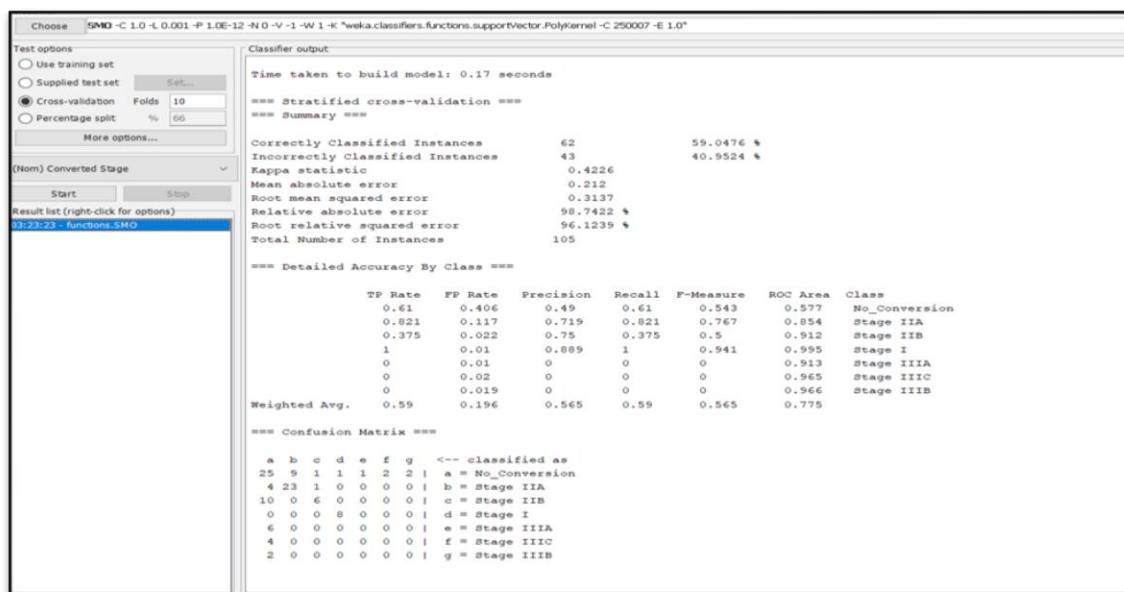 Choose SMO -C 1.0 -L 0.001 -P 1.0E-12 -N 0 -V -1 -W 1 -K "weka.classifiers.functions.supportVector.PolyKernel -C 250007 -E 1.0"
Test options
Use training set
Supplied test set Set...
Cross-validation Folds 10
Percentage split % 66
More options...
(Nom) Converted Stage
Start Stop
Result list (right-click for options)
03:23:23 - functions.SMO
Classifier output
Time taken to build model: 0.17 seconds
=== Stratified cross-validation ===
=== Summary ===
Correctly Classified Instances 62 59.0476 %
Incorrectly Classified Instances 43 40.9524 %
Kappa statistic 0.4226
Mean absolute error 0.212
Root mean squared error 0.3137
Relative absolute error 98.7422 %
Root relative squared error 96.1239 %
Total Number of Instances 105
=== Detailed Accuracy By Class ===
TP Rate FP Rate Precision Recall F-Measure ROC Area Class
0.61 0.406 0.49 0.61 0.543 0.577 No_Conversion
0.821 0.117 0.719 0.821 0.767 0.854 Stage IIA
0.375 0.022 0.75 0.375 0.5 0.912 Stage IIB
1 0.01 0.889 1 0.941 0.995 Stage I
0 0.01 0 0 0 0.913 Stage IIIA
0 0.02 0 0 0 0.965 Stage IIIC
0 0.019 0 0 0 0.966 Stage IIIB
Weighted Avg. 0.59 0.196 0.565 0.59 0.565 0.775
=== Confusion Matrix ===
a b c d e f g <-- classified as
25 9 1 1 1 2 2 | a = No_Conversion
4 23 1 0 0 0 0 | b = Stage IIA
10 0 6 0 0 0 0 | c = Stage IIB
0 0 0 8 0 0 0 | d = Stage I
6 0 0 0 0 0 0 | e = Stage IIIA
4 0 0 0 0 0 0 | f = Stage IIIC
2 0 0 0 0 0 0 | g = Stage IIIB